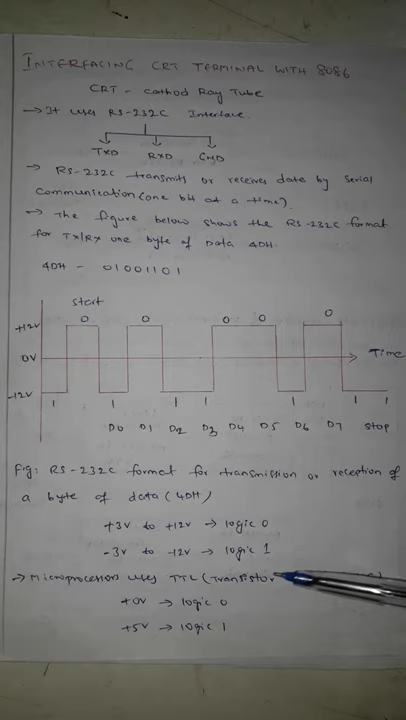 INTERFACING CRT TERMINAL WITH 8086
CRT - Cathod Ray Tube
→ It uses RS-232C Interface.
TXD RXD GND
→ RS-232C transmits or receives data by serial
communication (one bit at a time).
→ The figure below shows the RS-232C format
for Tx/Rx one byte of Data 4DH.
4DH - 01001101
start
+12V 0 0 0 0 0
0V Time
-12V 1 1 1 1 1 1 1
D0 D1 D2 D3 D4 D5 D6 D7 stop
Fig: RS-232C format for transmission or reception of
a byte of data (4DH)
+3V to +12V → logic 0
-3V to -12V → logic 1
→ Microprocessors uses TTL (Transistor
+0V → logic 0
+5V → logic 1